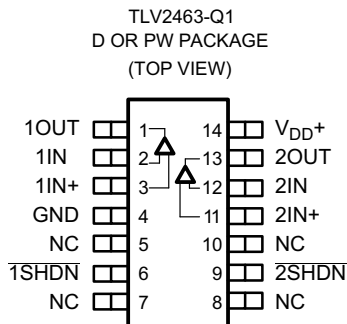 TLV2463-Q1
D OR PW PACKAGE
(TOP VIEW)
1OUT 1 14 VDD+
1IN 2 13 2OUT
1IN+ 3 12 2IN
GND 4 11 2IN+
NC 5 10 NC
1SHDN 6 9 2SHDN
NC 7 8 NC